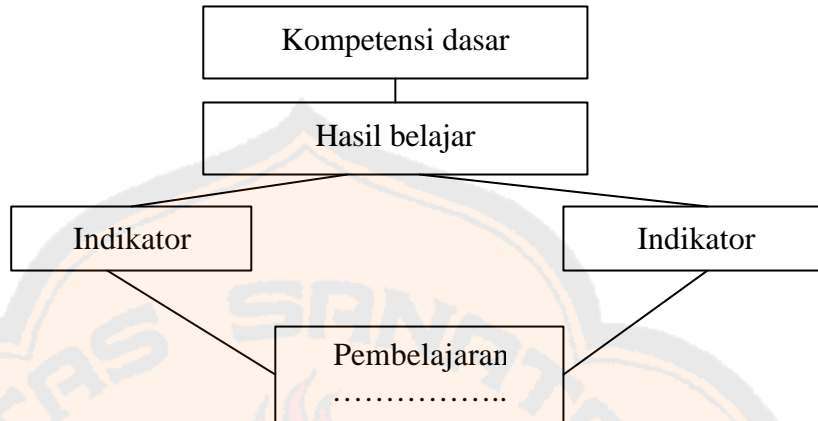 Kompetensi dasar
Hasil belajar
Indikator Indikator
Pembelajaran
……………..